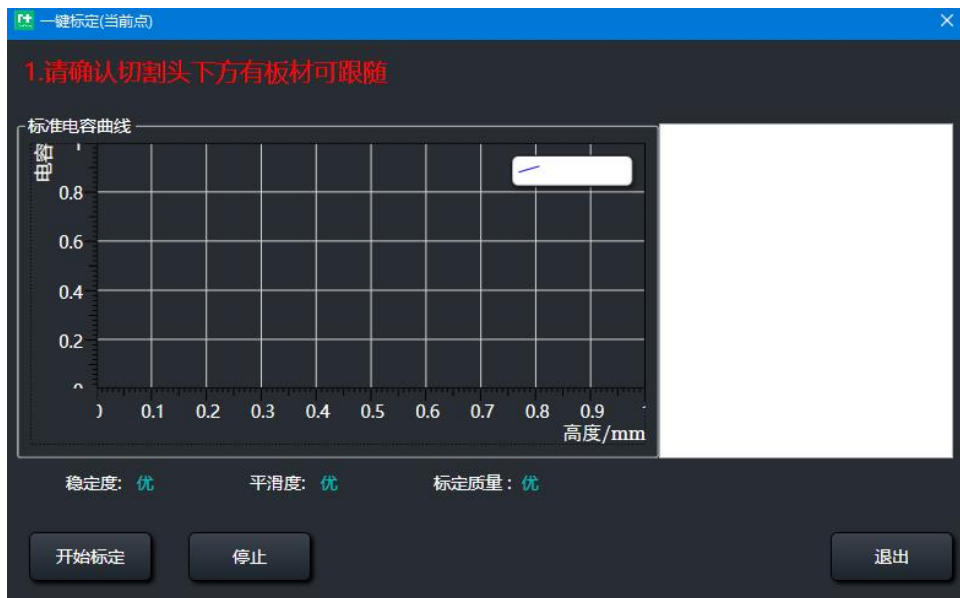 一键标定(当前点)
1.请确认切割头下方有板材可跟随
标准电容曲线
电容
0.8
0.6
0.4
0.2
0.1 0.2 0.3 0.4 0.5 0.6 0.7 0.8 0.9
高度/mm
稳定度: 优 平滑度: 优 标定质量: 优
开始标定 停止 退出